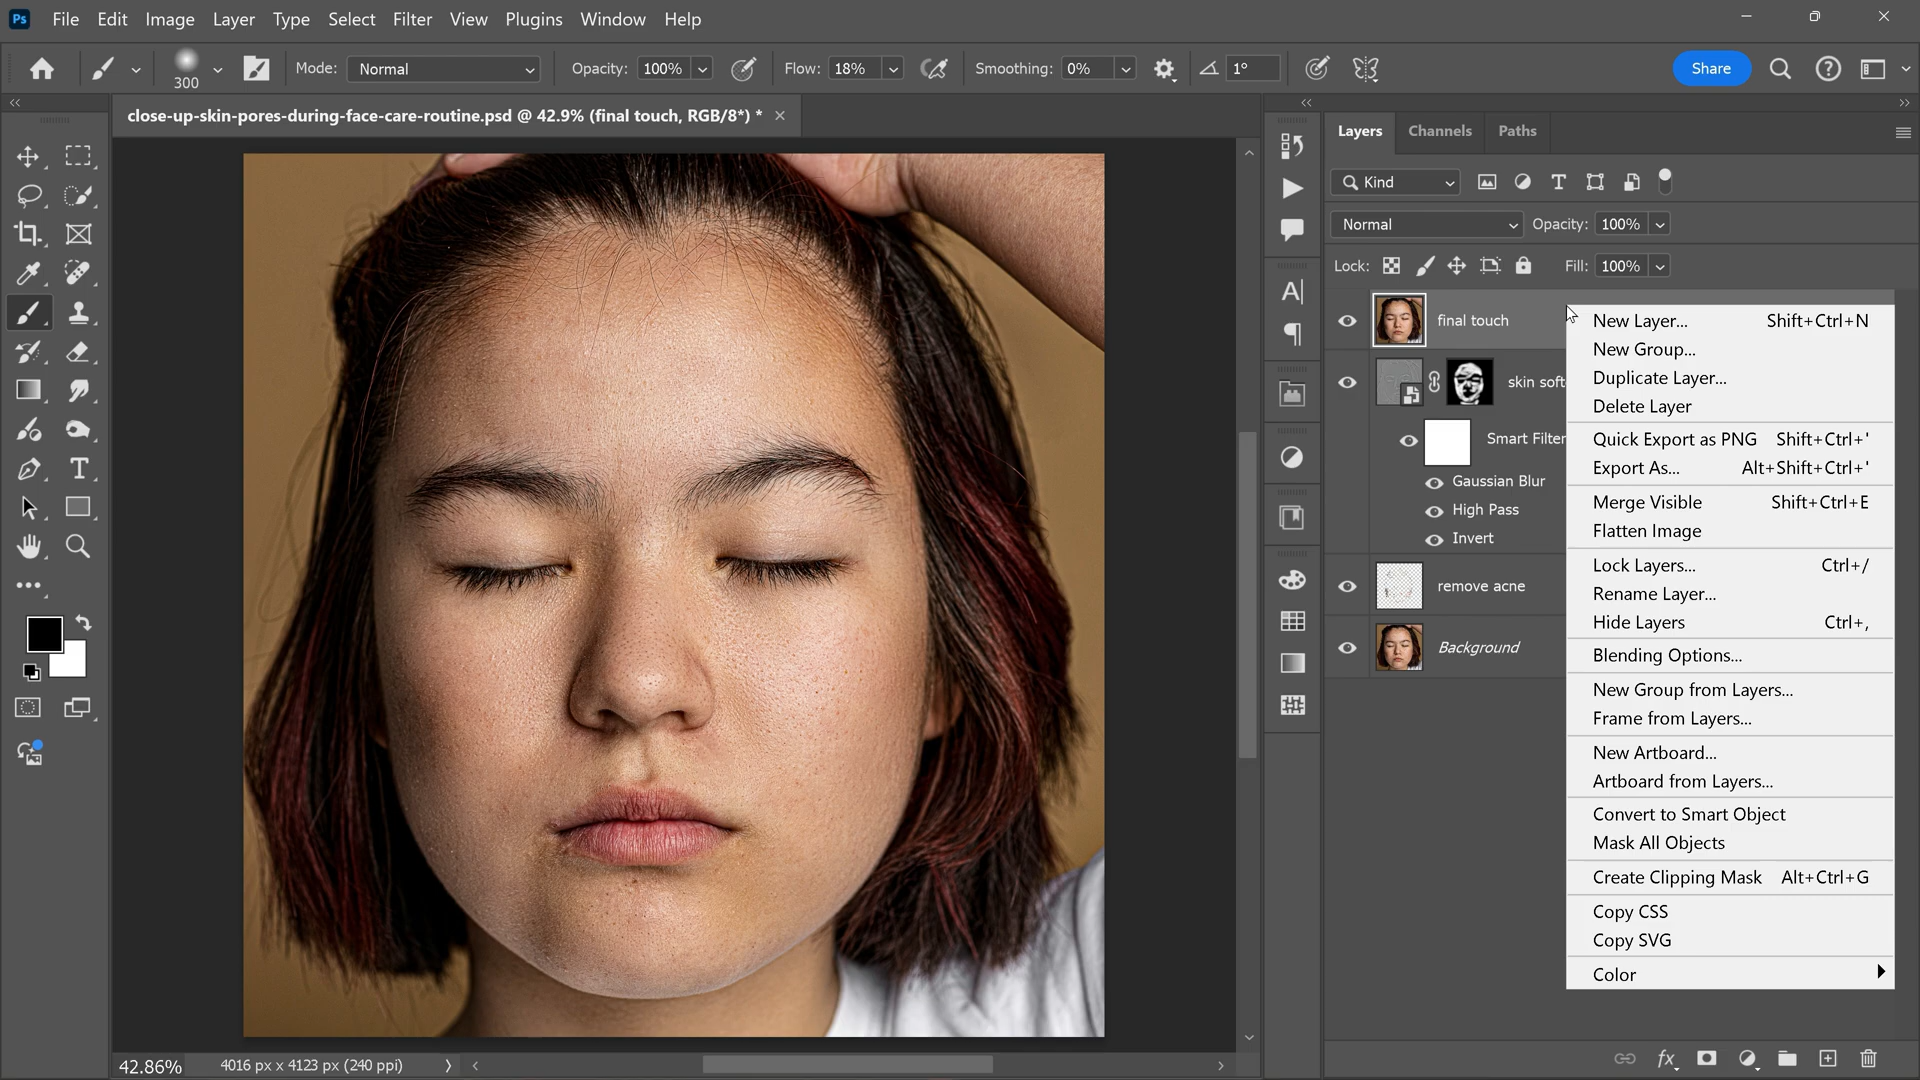 Ps File Edit Image Layer Type Select Filter View Plugins Window Help
300 Mode: Normal Opacity: 100% Flow: 18% Smoothing: 0% 1° Share
close-up-skin-pores-during-face-care-routine.psd @ 42.9% (final touch, RGB/8*) *
Layers Channels Paths
Kind
Normal Opacity: 100%
Lock: Fill: 100%
final touch
skin soft
Smart Filter
Gaussian Blur
High Pass
Invert
remove acne
Background
New Layer... Shift+Ctrl+N
New Group...
Duplicate Layer...
Delete Layer
Quick Export as PNG Shift+Ctrl+'
Export As... Alt+Shift+Ctrl+'
Merge Visible Shift+Ctrl+E
Flatten Image
Lock Layers... Ctrl+/
Rename Layer...
Hide Layers Ctrl+,
Blending Options...
New Group from Layers...
Frame from Layers...
New Artboard...
Artboard from Layers...
Convert to Smart Object
Mask All Objects
Create Clipping Mask Alt+Ctrl+G
Copy CSS
Copy SVG
Color
42.86% 4016 px x 4123 px (240 ppi)
fx